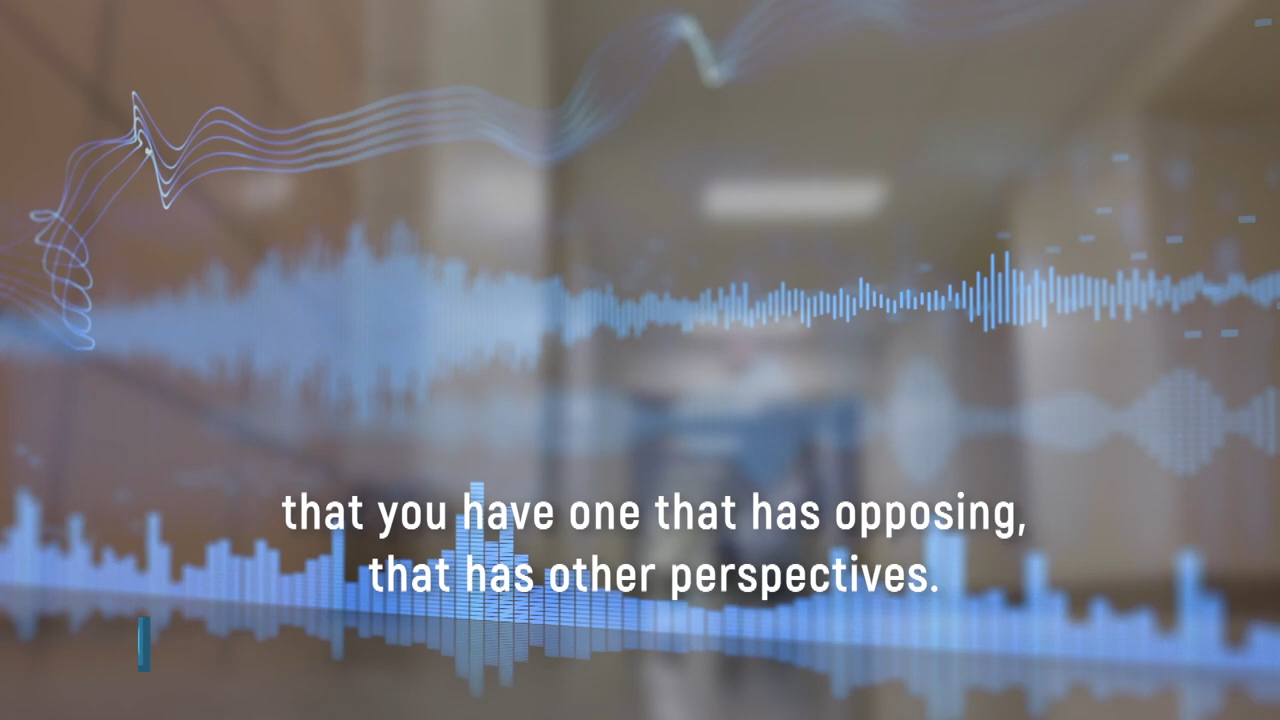 that you have one that has opposing,
that has other perspectives.